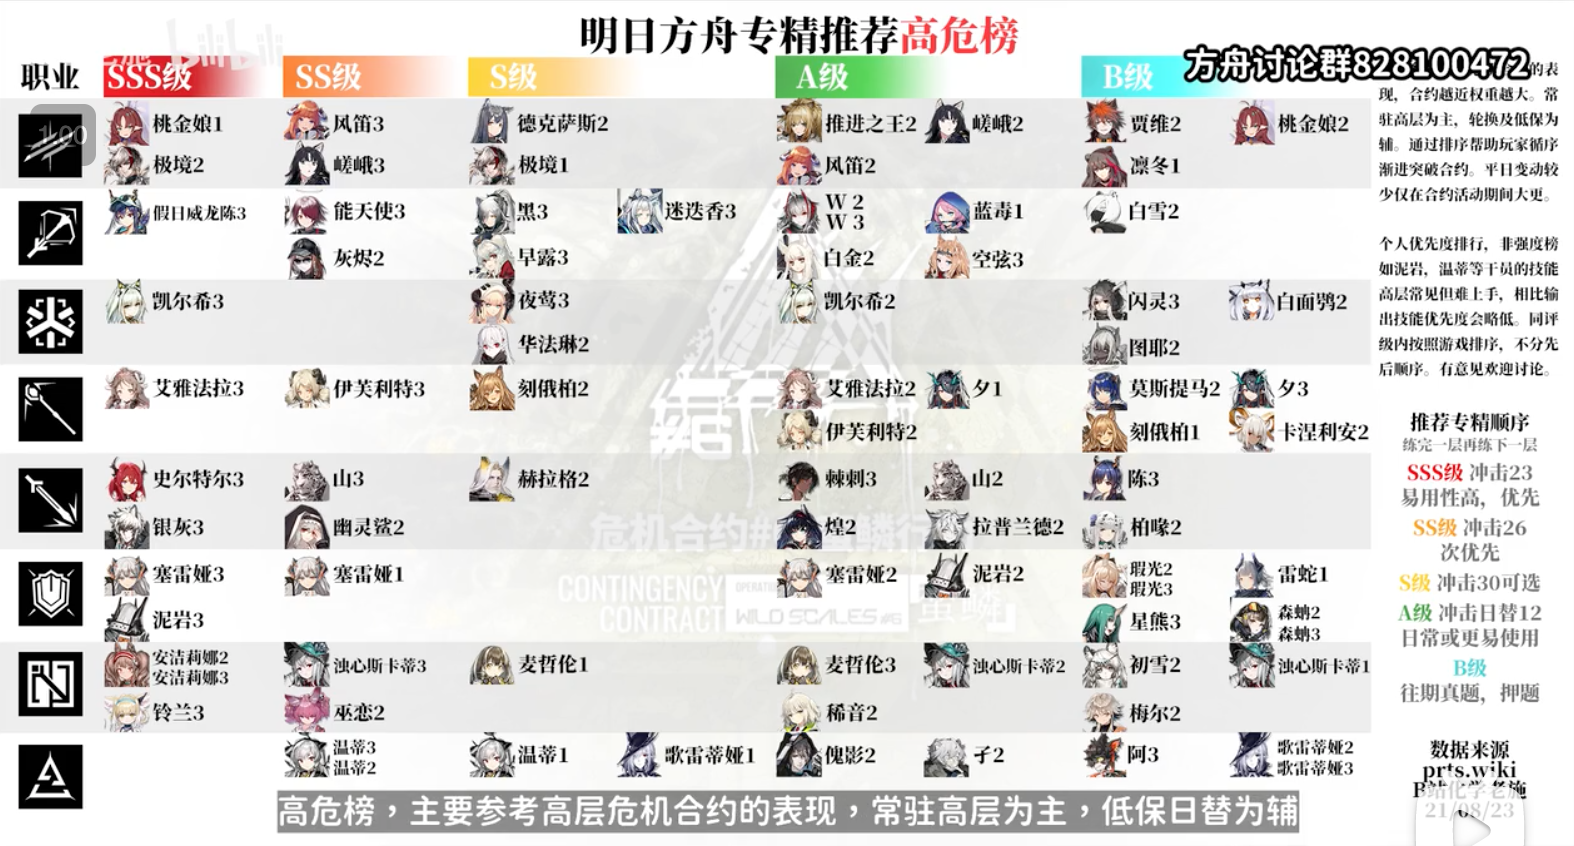 明日方舟专精推荐高危榜
bilibili
方舟讨论群828100472
职业 SSS级 SS级 S级 A级 B级
1.00
桃金娘1 风笛3 德克萨斯2 推进之王2 嵯峨2 贾维2 桃金娘2
极境2 嵯峨3 极境1 风笛2 凛冬1
假日威龙陈3 能天使3 黑3 迷迭香3 W 2 蓝毒1 白雪2
W 3
灰烬2 早露3 白金2 空弦3
凯尔希3 夜莺3 凯尔希2 闪灵3 白面鸮2
华法琳2 图耶2
艾雅法拉3 伊芙利特3 刻俄柏2 艾雅法拉2 夕1 莫斯提马2 夕3
伊芙利特2 刻俄柏1 卡涅利安2
史尔特尔3 山3 赫拉格2 棘刺3 山2 陈3
银灰3 幽灵鲨2 煌2 拉普兰德2 柏喙2
塞雷娅3 塞雷娅1 塞雷娅2 泥岩2 瑕光2 雷蛇1
瑕光3
泥岩3 星熊3 森蚺2
森蚺3
安洁莉娜2 浊心斯卡蒂3 麦哲伦1 麦哲伦3 浊心斯卡蒂2 初雪2 浊心斯卡蒂1
安洁莉娜3
铃兰3 巫恋2 稀音2 梅尔2
温蒂3 温蒂1 歌蕾蒂娅1 傀影2 孑2 阿3 歌蕾蒂娅2
温蒂2 歌蕾蒂娅3
#6
危机合约#
CONTINGENCY
CONTRACT
OPERATION
WILD SCALES #6
的表
现，合约越近权重越大。常
驻高层为主，轮换及低保为
辅。通过排序帮助玩家循序
渐进突破合约。平日变动较
少仅在合约活动期间大更。
个人优先度排行，非强度榜
如泥岩，温蒂等干员的技能
高层常见但难上手，相比输
出技能优先度会略低。同评
级内按照游戏排序，不分先
后顺序。有意见欢迎讨论。
推荐专精顺序
练完一层再练下一层
SSS级 冲击23
易用性高，优先
SS级 冲击26
次优先
S级 冲击30可选
A级 冲击日替12
日常或更易使用
B级
往期真题，押题
数据来源
prts.wiki
B站化学老施
21/08/23
高危榜，主要参考高层危机合约的表现，常驻高层为主，低保日替为辅